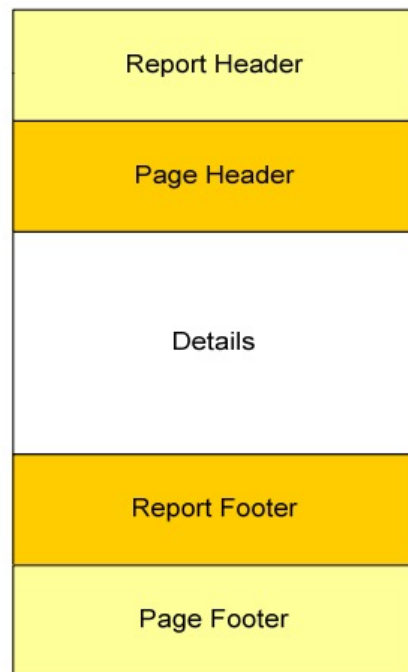 Report Header
Page Header
Details
Report Footer
Page Footer